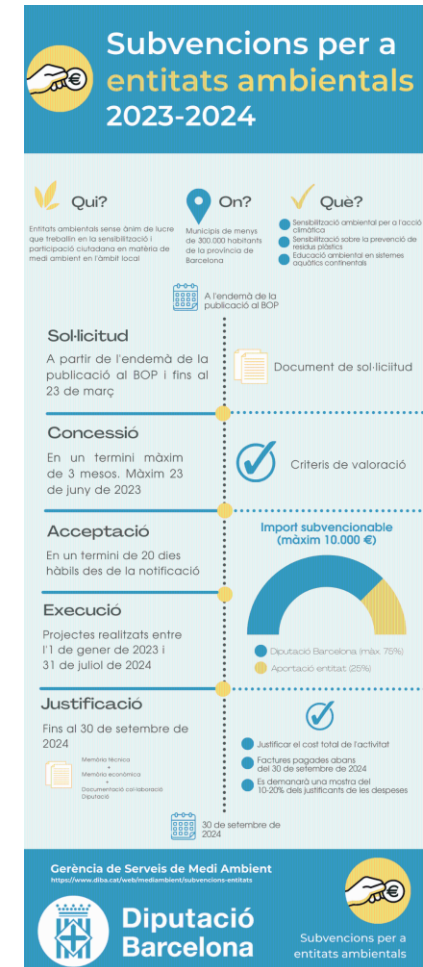 Subvencions per a
entitats ambientals
2023-2024
Qui?
Entitats ambientals sense ànim de lucre
que treballin en la sensibilització i
participació ciutadana en matèria de
medi ambient en l'àmbit local
On?
Municipis de menys
de 300.000 habitants
de la província de
Barcelona
Què?
Sensibilització ambiental per a l'acció
climàtica
Sensibilització sobre la prevenció de
residus plàstics
Educació ambiental en sistemes
aquàtics continentals
A l'endemà de la
publicació al BOP
Sol·licitud
A partir de l'endemà de la
publicació al BOP i fins al
23 de març
Document de sol·liciitud
Concessió
En un termini màxim
de 3 mesos. Màxim 23
de juny de 2023
Criteris de valoració
Acceptació
En un termini de 20 dies
hàbils des de la notificació
Import subvencionable
(màxim 10.000 €)
Diputació Barcelona (màx. 75%)
Aportació entitat (25%)
Execució
Projectes realitzats entre
l'1 de gener de 2023 i
31 de juliol de 2024
Justificació
Fins al 30 de setembre de
2024
Memòria tècnica
+
Memòria econòmica
+
Documentació col·laboració
Diputació
Justificar el cost total de l'activitat
Factures pagades abans
del 30 de setembre de 2024
Es demanarà una mostra del
10-20% dels justificants de les despeses
30 de setembre de
2024
Gerència de Serveis de Medi Ambient
https://www.diba.cat/web/mediambient/subvencions-entitats
Diputació
Barcelona
€
Subvencions per a
entitats ambientals